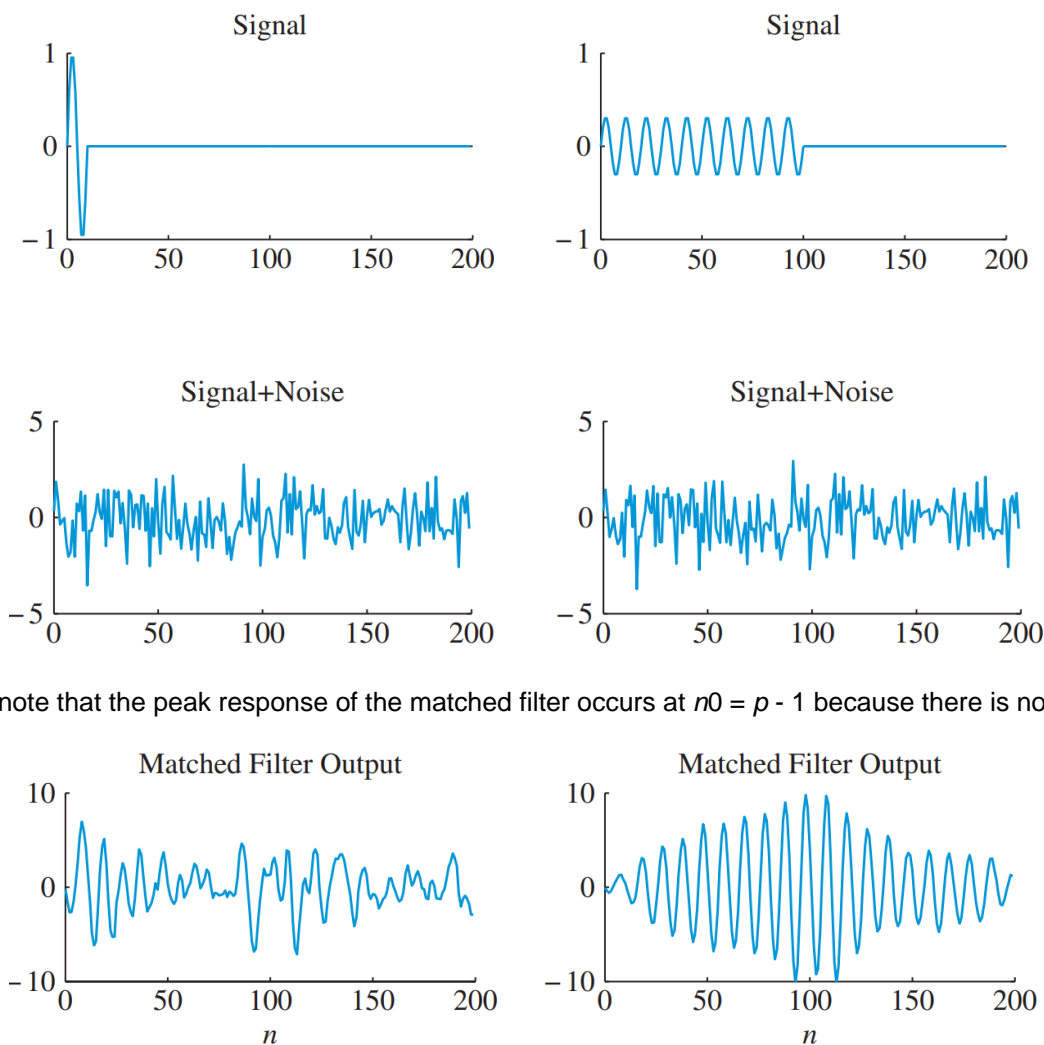 Signal Signal
1 1
0 0
−1 −1
0 50 100 150 200 0 50 100 150 200
Signal+Noise Signal+Noise
5 5
0 0
−5 −5
0 50 100 150 200 0 50 100 150 200
note that the peak response of the matched filter occurs at n0 = p - 1 because there is no
Matched Filter Output Matched Filter Output
10 10
0 0
−10 −10
0 50 100 150 200 0 50 100 150 200
n n